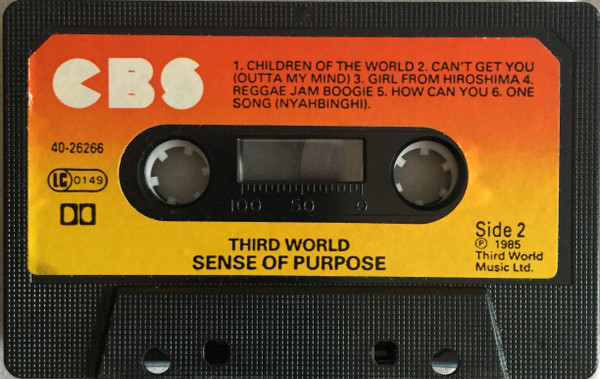 CBS
1. CHILDREN OF THE WORLD 2. CAN'T GET YOU
(OUTTA MY MIND) 3. GIRL FROM HIROSHIMA 4.
REGGAE JAM BOOGIE 5. HOW CAN YOU 6. ONE
SONG (NYAHBINGHI).
40-26266
LC 0149
100 50 0
THIRD WORLD
SENSE OF PURPOSE
Side 2
℗ 1985
Third World
Music Ltd.